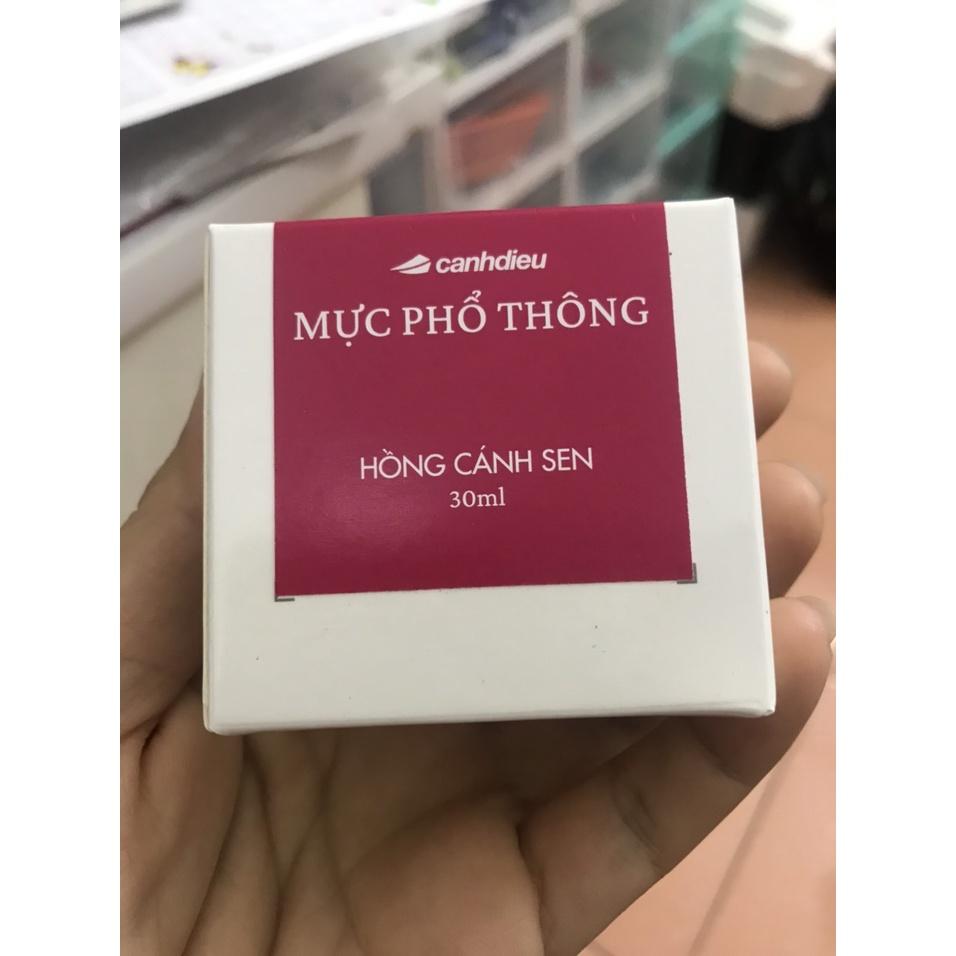 canhdieu
MỰC PHỔ THÔNG
HỒNG CÁNH SEN
30ml